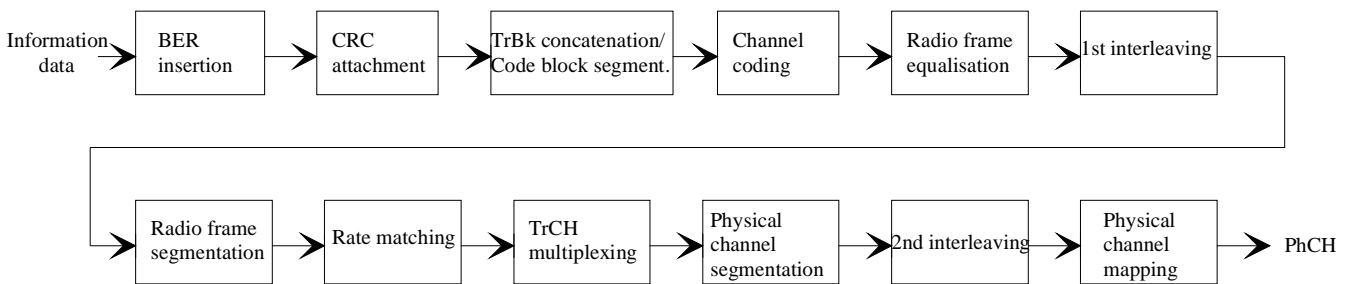 Information
data
BER
insertion
CRC
attachment
TrBk concatenation/
Code block segment.
Channel
coding
Radio frame
equalisation
1st interleaving
Radio frame
segmentation
Rate matching
TrCH
multiplexing
Physical
channel
segmentation
2nd interleaving
Physical
channel
mapping
PhCH